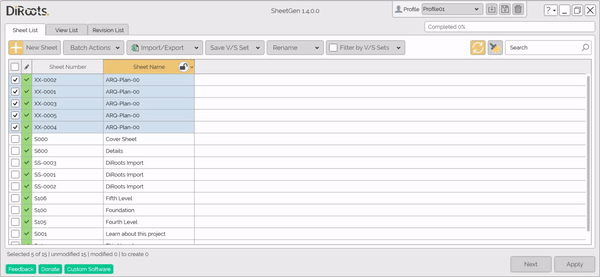 DiRoots.
SheetGen 1.4.0.0
Profile Profile01
Completed 0%
Sheet List View List Revision List
New Sheet Batch Actions Import/Export Save V/S Set Rename Filter by V/S Sets Search
Sheet Number Sheet Name
XX-0002 ARQ-Plan-00
XX-0001 ARQ-Plan-00
XX-0003 ARQ-Plan-00
XX-0005 ARQ-Plan-00
XX-0004 ARQ-Plan-00
S000 Cover Sheet
S600 Details
SS-0003 DiRoots Import
SS-0001 DiRoots Import
SS-0002 DiRoots Import
S106 Fifth Level
S100 Foundation
S105 Fourth Level
S001 Learn about this project
Selected 5 of 15 | unmodified 15 | modified 0 | to create 0
Feedback Donate Custom Software
Next Apply